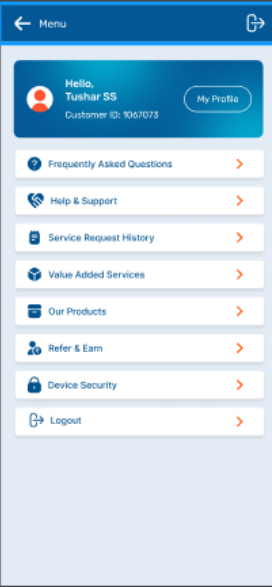 Menu
Hello,
Tushar SS
Customer ID: 1067073
My Profile
Frequently Asked Questions
Help & Support
Service Request History
Value Added Services
Our Products
Refer & Earn
Device Security
Logout